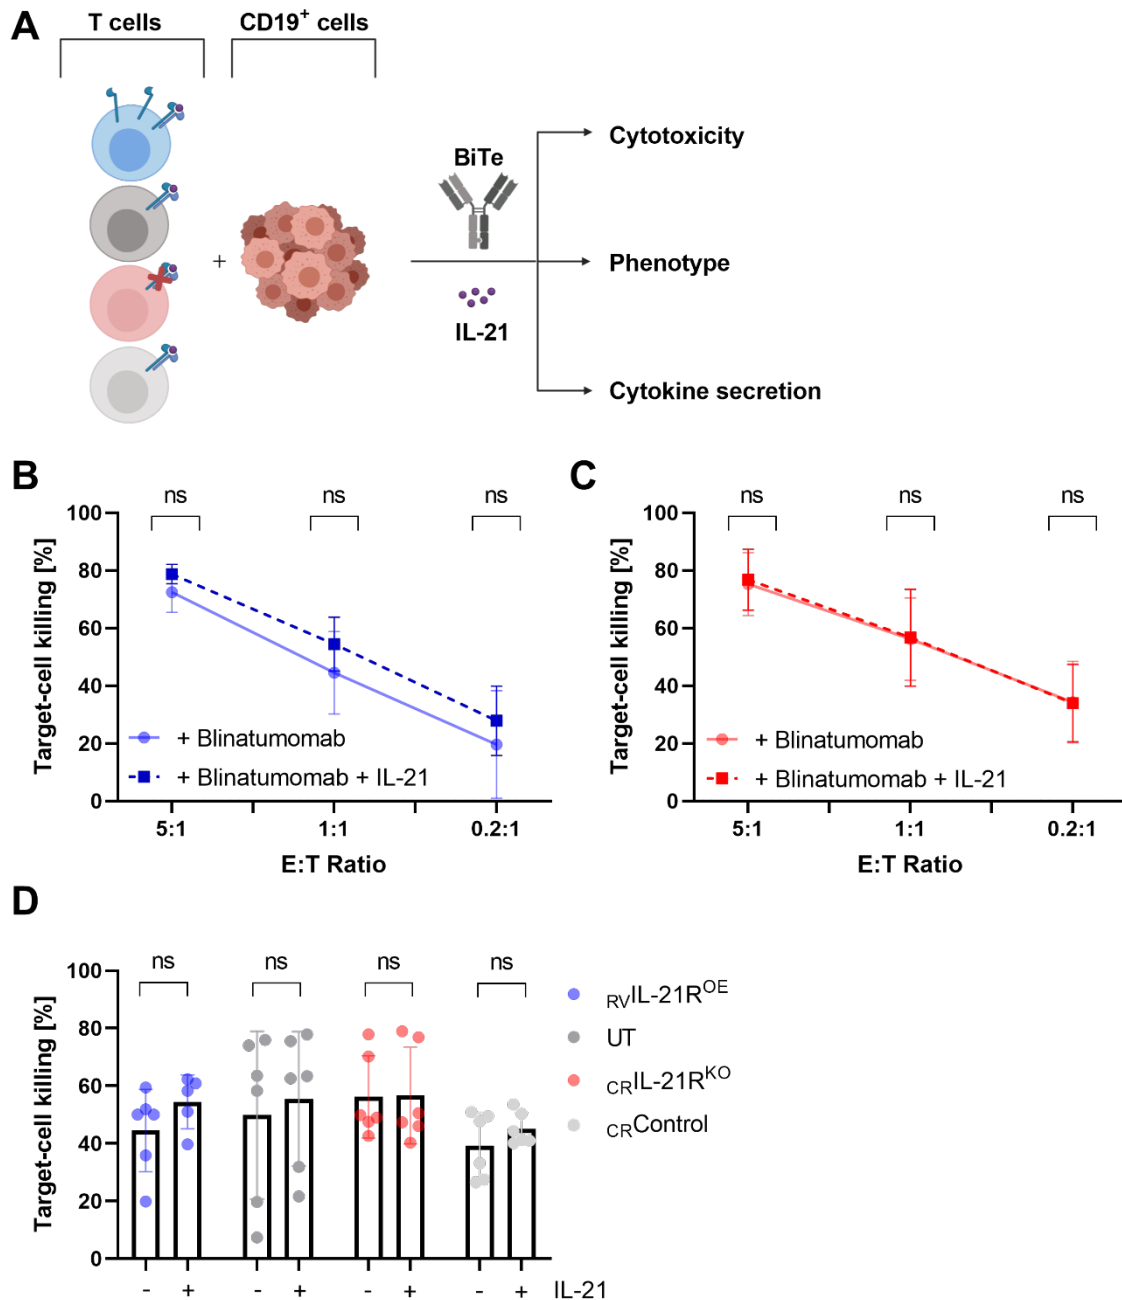 A
T cells
CD19+ cells
BiTe
IL-21
+
Cytotoxicity
Phenotype
Cytokine secretion
B
ns
ns
ns
Target-cell killing [%]
100
80
60
40
20
0
+ Blinatumomab
+ Blinatumomab + IL-21
5:1
1:1
0.2:1
E:T Ratio
C
ns
ns
ns
Target-cell killing [%]
100
80
60
40
20
0
+ Blinatumomab
+ Blinatumomab + IL-21
5:1
1:1
0.2:1
E:T Ratio
D
ns
ns
ns
ns
Target-cell killing [%]
100
80
60
40
20
0
- + - + - + - + IL-21
RVIL-21ROE
UT
CRIL-21RKO
CRControl